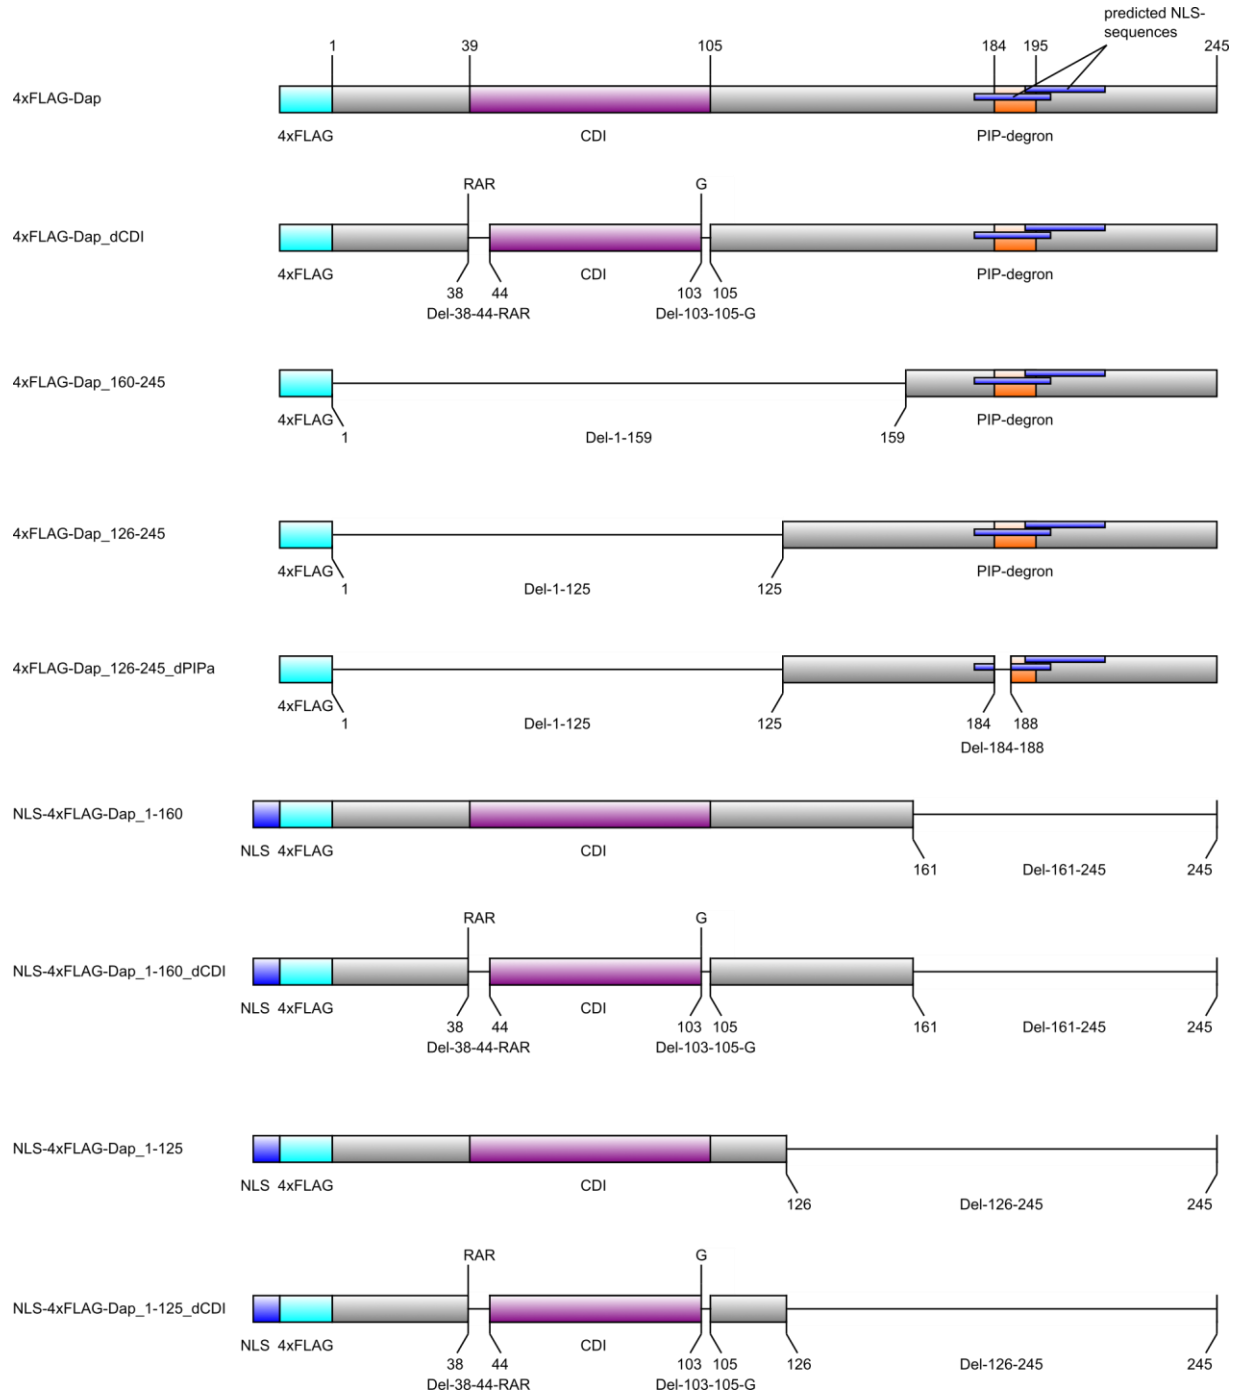 predicted NLS-
sequences
1 39 105 184 195 245
4xFLAG-Dap
4xFLAG CDI PIP-degron
RAR G
4xFLAG-Dap_dCDI
4xFLAG CDI PIP-degron
38 44 103 105
Del-38-44-RAR Del-103-105-G
4xFLAG-Dap_160-245
4xFLAG PIP-degron
1 Del-1-159 159
4xFLAG-Dap_126-245
4xFLAG PIP-degron
1 Del-1-125 125
4xFLAG-Dap_126-245_dPIPa
4xFLAG
1 Del-1-125 125 184 188
Del-184-188
NLS-4xFLAG-Dap_1-160
NLS 4xFLAG CDI
161 Del-161-245 245
RAR G
NLS-4xFLAG-Dap_1-160_dCDI
NLS 4xFLAG CDI
38 44 103 105 161 Del-161-245 245
Del-38-44-RAR Del-103-105-G
NLS-4xFLAG-Dap_1-125
NLS 4xFLAG CDI
126 Del-126-245 245
RAR G
NLS-4xFLAG-Dap_1-125_dCDI
NLS 4xFLAG CDI
38 44 103 105 126 Del-126-245 245
Del-38-44-RAR Del-103-105-G